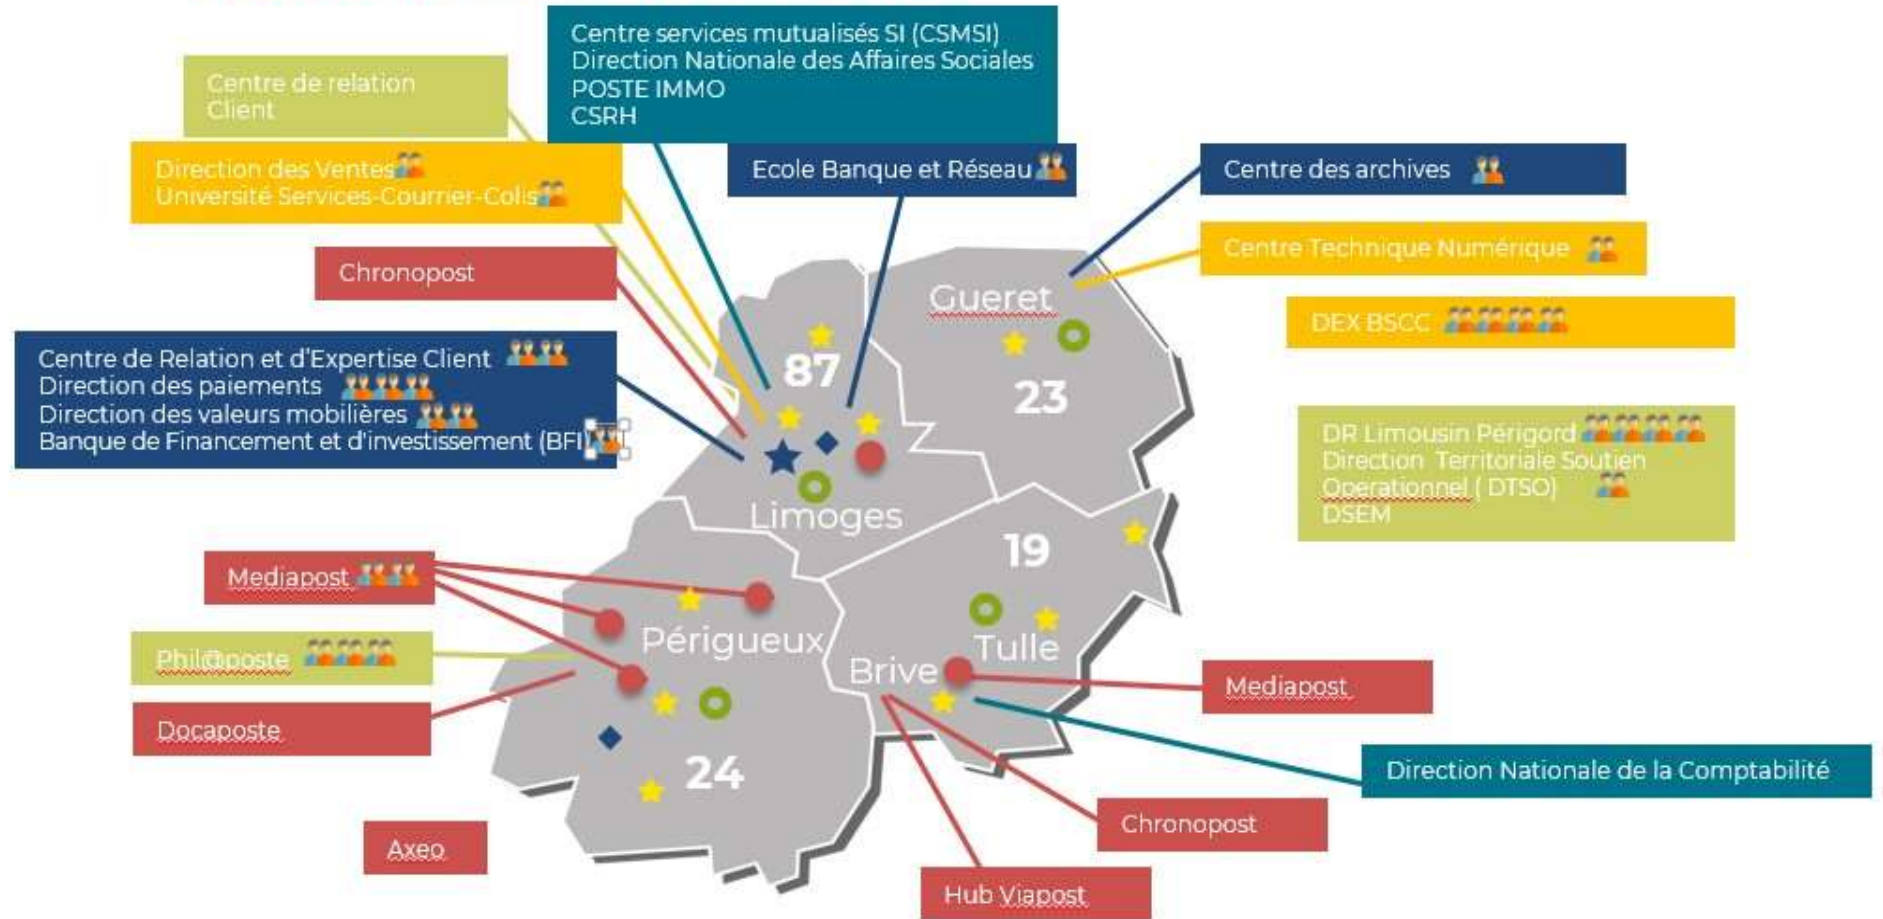 Centre services mutualisés SI (CSMSI)
Direction Nationale des Affaires Sociales
POSTE IMMO
CSRH
Centre de relation
Client
Direction des Ventes
Université Services-Courrier-Colis
Ecole Banque et Réseau
Centre des archives
Centre Technique Numérique
Chronopost
DEX BSCC
Centre de Relation et d'Expertise Client
Direction des paiements
Direction des valeurs mobilières
Banque de Financement et d'investissement (BFI)
DR Limousin Périgord
Direction Territoriale Soutien
Operationnel ( DTSO)
DSEM
Gueret
87
23
Limoges
19
Mediapost
Périgueux
Tulle
Brive
Phil@poste
Mediapost
Docaposte
24
Direction Nationale de la Comptabilité
Chronopost
Axeo
Hub Viapost